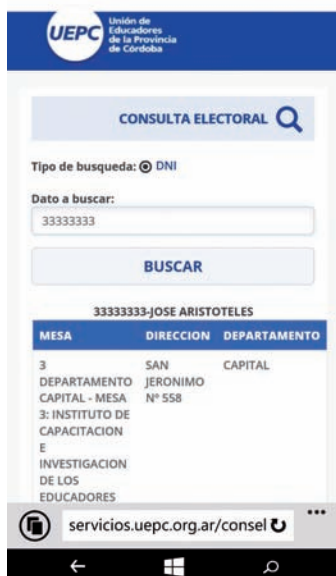 UEPC
Unión de
Educadores
de la Provincia
de Córdoba
CONSULTA ELECTORAL
Tipo de busqueda: DNI
Dato a buscar:
33333333
BUSCAR
33333333-JOSE ARISTOTELES
MESA DIRECCION DEPARTAMENTO
3 SAN CAPITAL
DEPARTAMENTO JERONIMO
CAPITAL - MESA Nº 558
3: INSTITUTO DE
CAPACITACION
E
INVESTIGACION
DE LOS
EDUCADORES
servicios.uepc.org.ar/consel